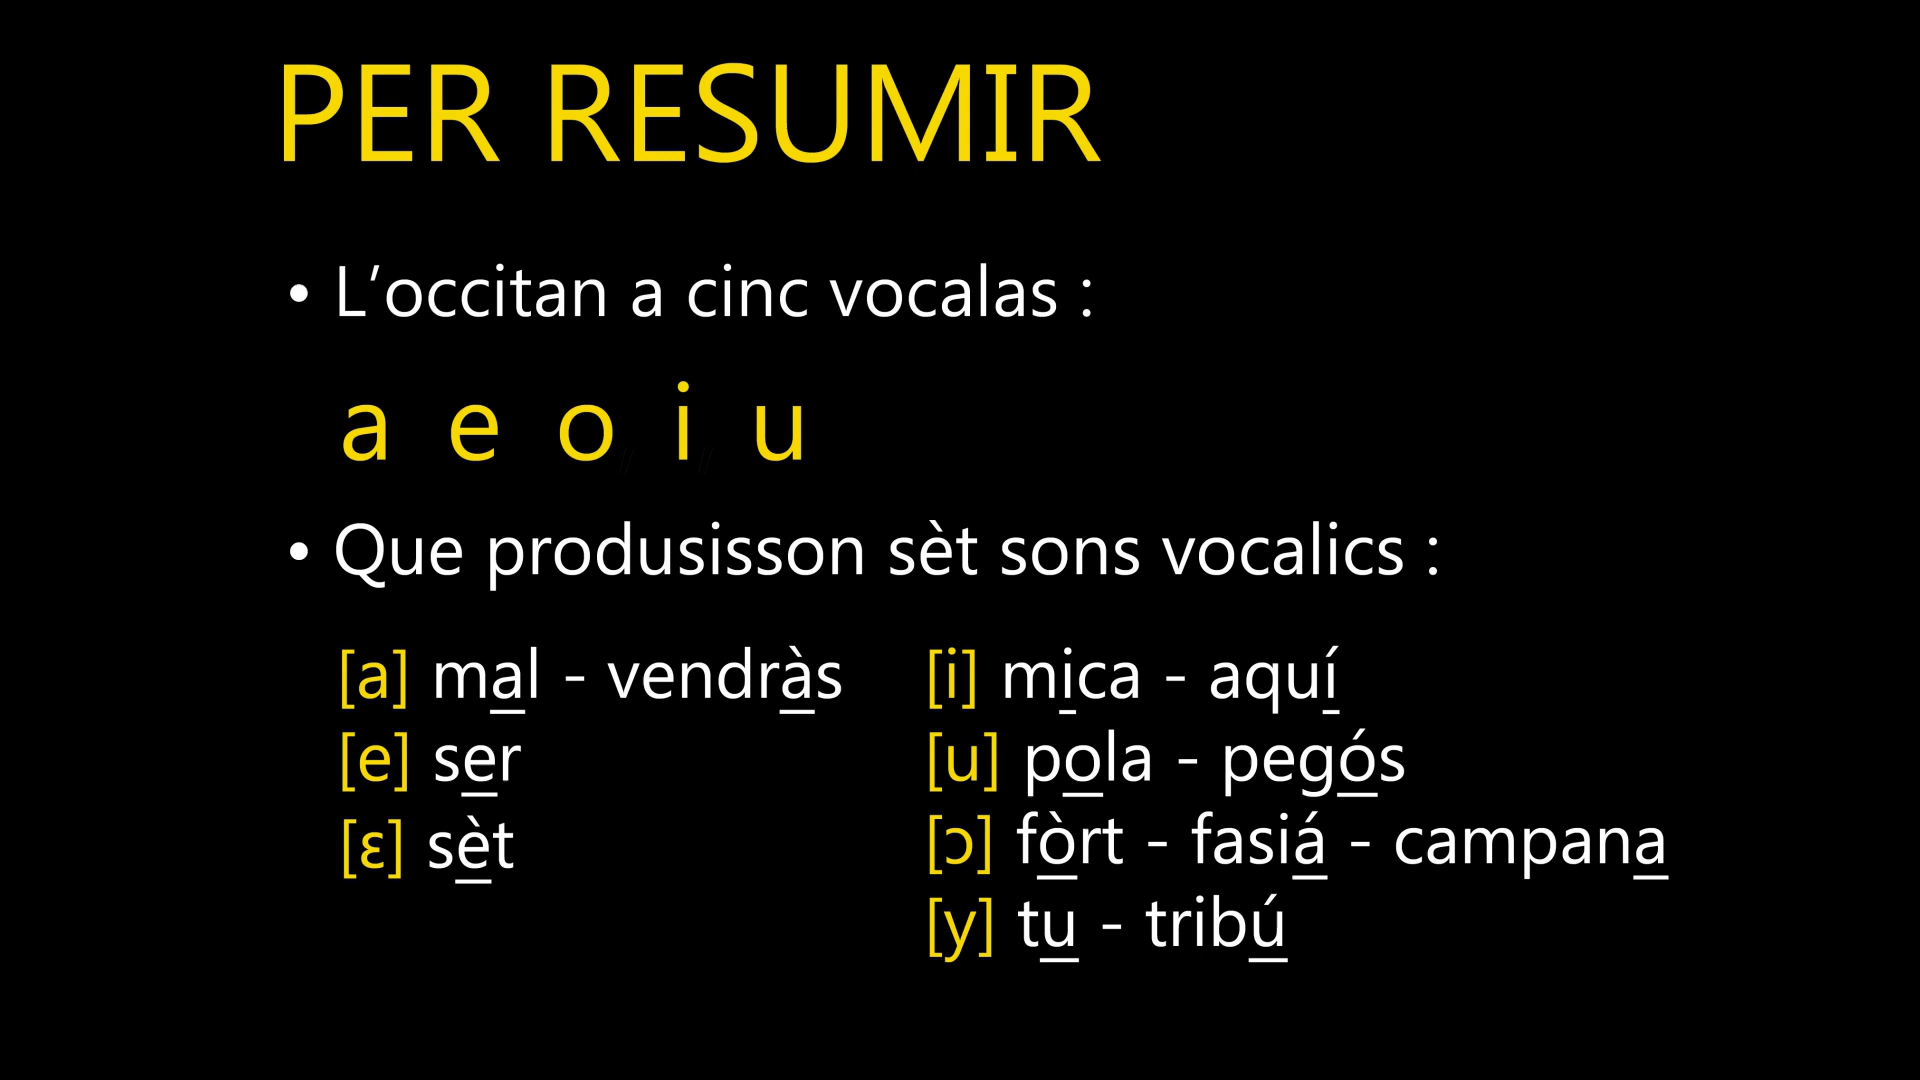 PER RESUMIR
• L’occitan a cinc vocalas :
a e o i u
• Que produsisson sèt sons vocalics :
[a] mal - vendràs
[e] ser
[ɛ] sèt
[i] mica - aquí
[u] pola - pegós
[ɔ] fòrt - fasiá - campana
[y] tu - tribú